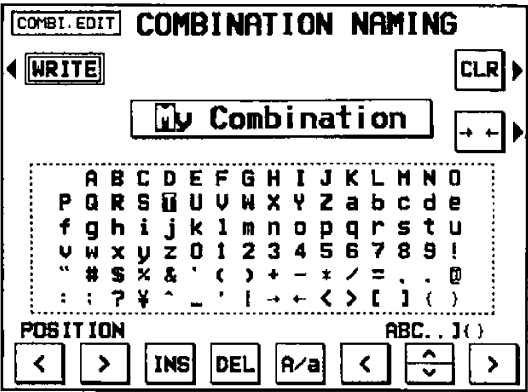 COMBI.EDIT COMBINATION NAMING
WRITE CLR
My Combination → ←
A B C D E F G H I J K L M N O
P Q R S T U V W X Y Z a b c d e
f g h i j k l m n o p q r s t u
v w x y z 0 1 2 3 4 5 6 7 8 9 !
" # $ % & ' ( ) + - * / = , . @
: ; ? ¥ ^ _ ' | → ← < > [ ] { }
POSITION ABC..]{}
< > INS DEL A/a < >